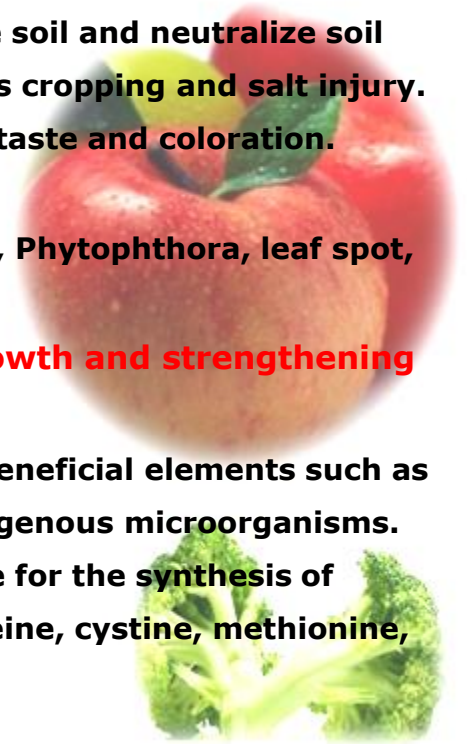 e soil and neutralize soil
s cropping and salt injury.
taste and coloration.
, Phytophthora, leaf spot,
owth and strengthening
eneficial elements such as
genous microorganisms.
e for the synthesis of
eine, cystine, methionine,